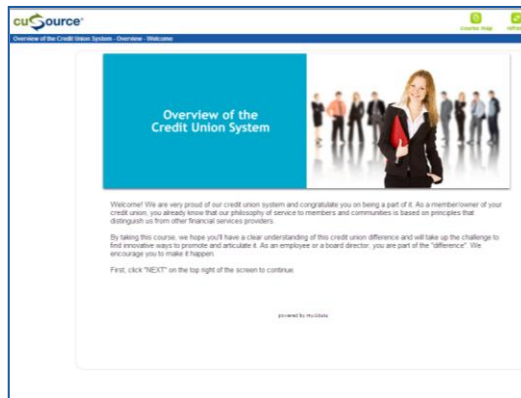 cuSource®
Course Map
Overview of the Credit Union System - Overview - Welcome
Overview of the
Credit Union System
Welcome! We are very proud of our credit union system and congratulate you on being a part of it. As a member/owner of your
credit union, you already know that our philosophy of service to members and communities is based on principles that
distinguish us from other financial services providers.
By taking this course, we hope you'll have a clear understanding of this credit union difference and will take up the challenge to
find innovative ways to promote and articulate it. As an employee or a board director, you are part of the "difference". We
encourage you to make it happen.
First, click "NEXT" on the top right of the screen to continue.
powered by